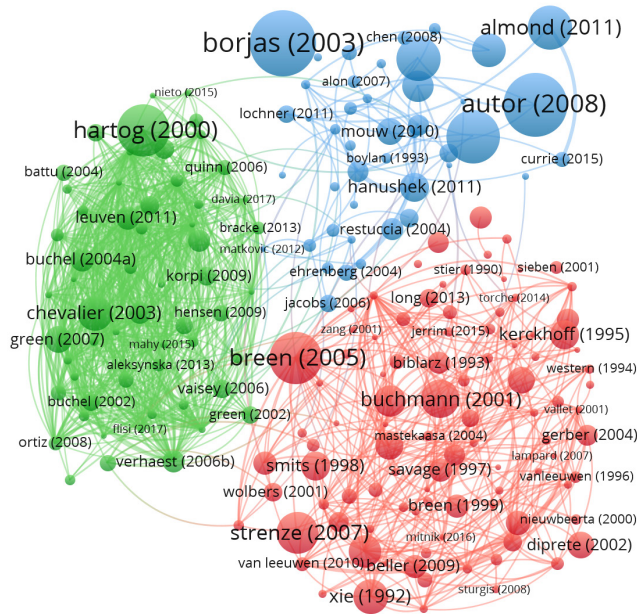 borjas (2003)
chen (2008)
almond (2011)
alon (2007)
nieto (2015)
autor (2008)
lochner (2011)
hartog (2000)
mouw (2010)
boylan (1993)
currie (2015)
quinn (2006)
battu (2004)
hanushek (2011)
davia (2017)
leuven (2011)
bracke (2013)
restuccia (2004)
matkovic (2012)
buchel (2004a)
korpi (2009)
ehrenberg (2004)
stier (1990)
sieben (2001)
jacobs (2006)
long (2013)
torche (2014)
chevalier (2003)
hensen (2009)
zang (2001)
jerrim (2015)
kerckhoff (1995)
green (2007)
mahy (2015)
breen (2005)
aleksynska (2013)
biblarz (1993)
western (1994)
vaisey (2006)
buchel (2002)
buchmann (2001)
green (2002)
vallet (2001)
flisi (2017)
mastekaasa (2004)
gerber (2004)
ortiz (2008)
lampard (2007)
verhaest (2006b)
smits (1998)
savage (1997)
vanleeuwen (1996)
wolbers (2001)
breen (1999)
nieuwbeerta (2000)
strenze (2007)
mitnik (2016)
diprete (2002)
van leeuwen (2010)
beller (2009)
sturgis (2008)
xie (1992)